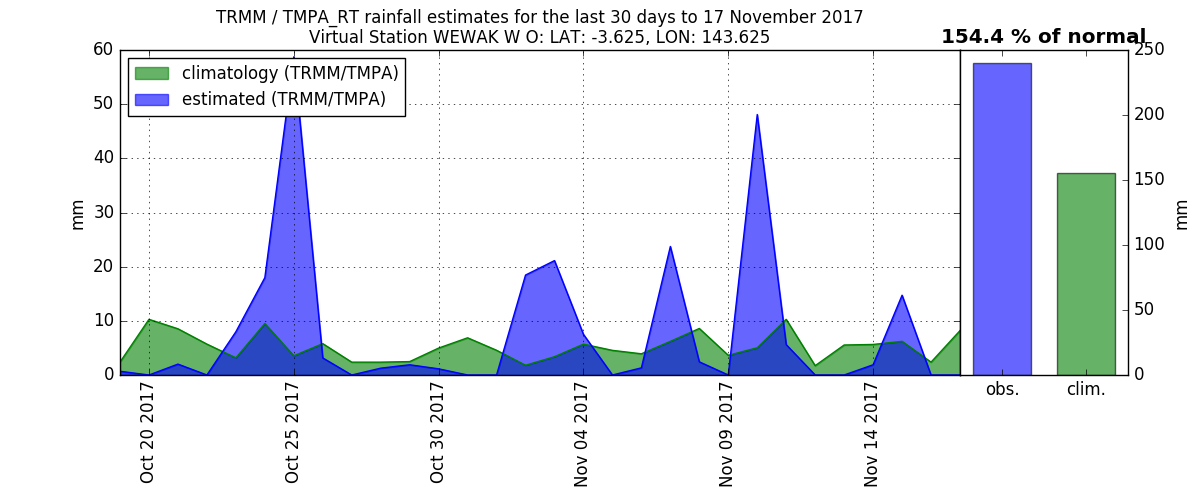 TRMM / TMPA_RT rainfall estimates for the last 30 days to 17 November 2017
Virtual Station WEWAK W O: LAT: -3.625, LON: 143.625
154.4 % of normal
climatology (TRMM/TMPA)
estimated (TRMM/TMPA)
60
50
40
30
20
10
0
mm
Oct 20 2017
Oct 25 2017
Oct 30 2017
Nov 04 2017
Nov 09 2017
Nov 14 2017
250
200
150
100
50
0
mm
obs.
clim.